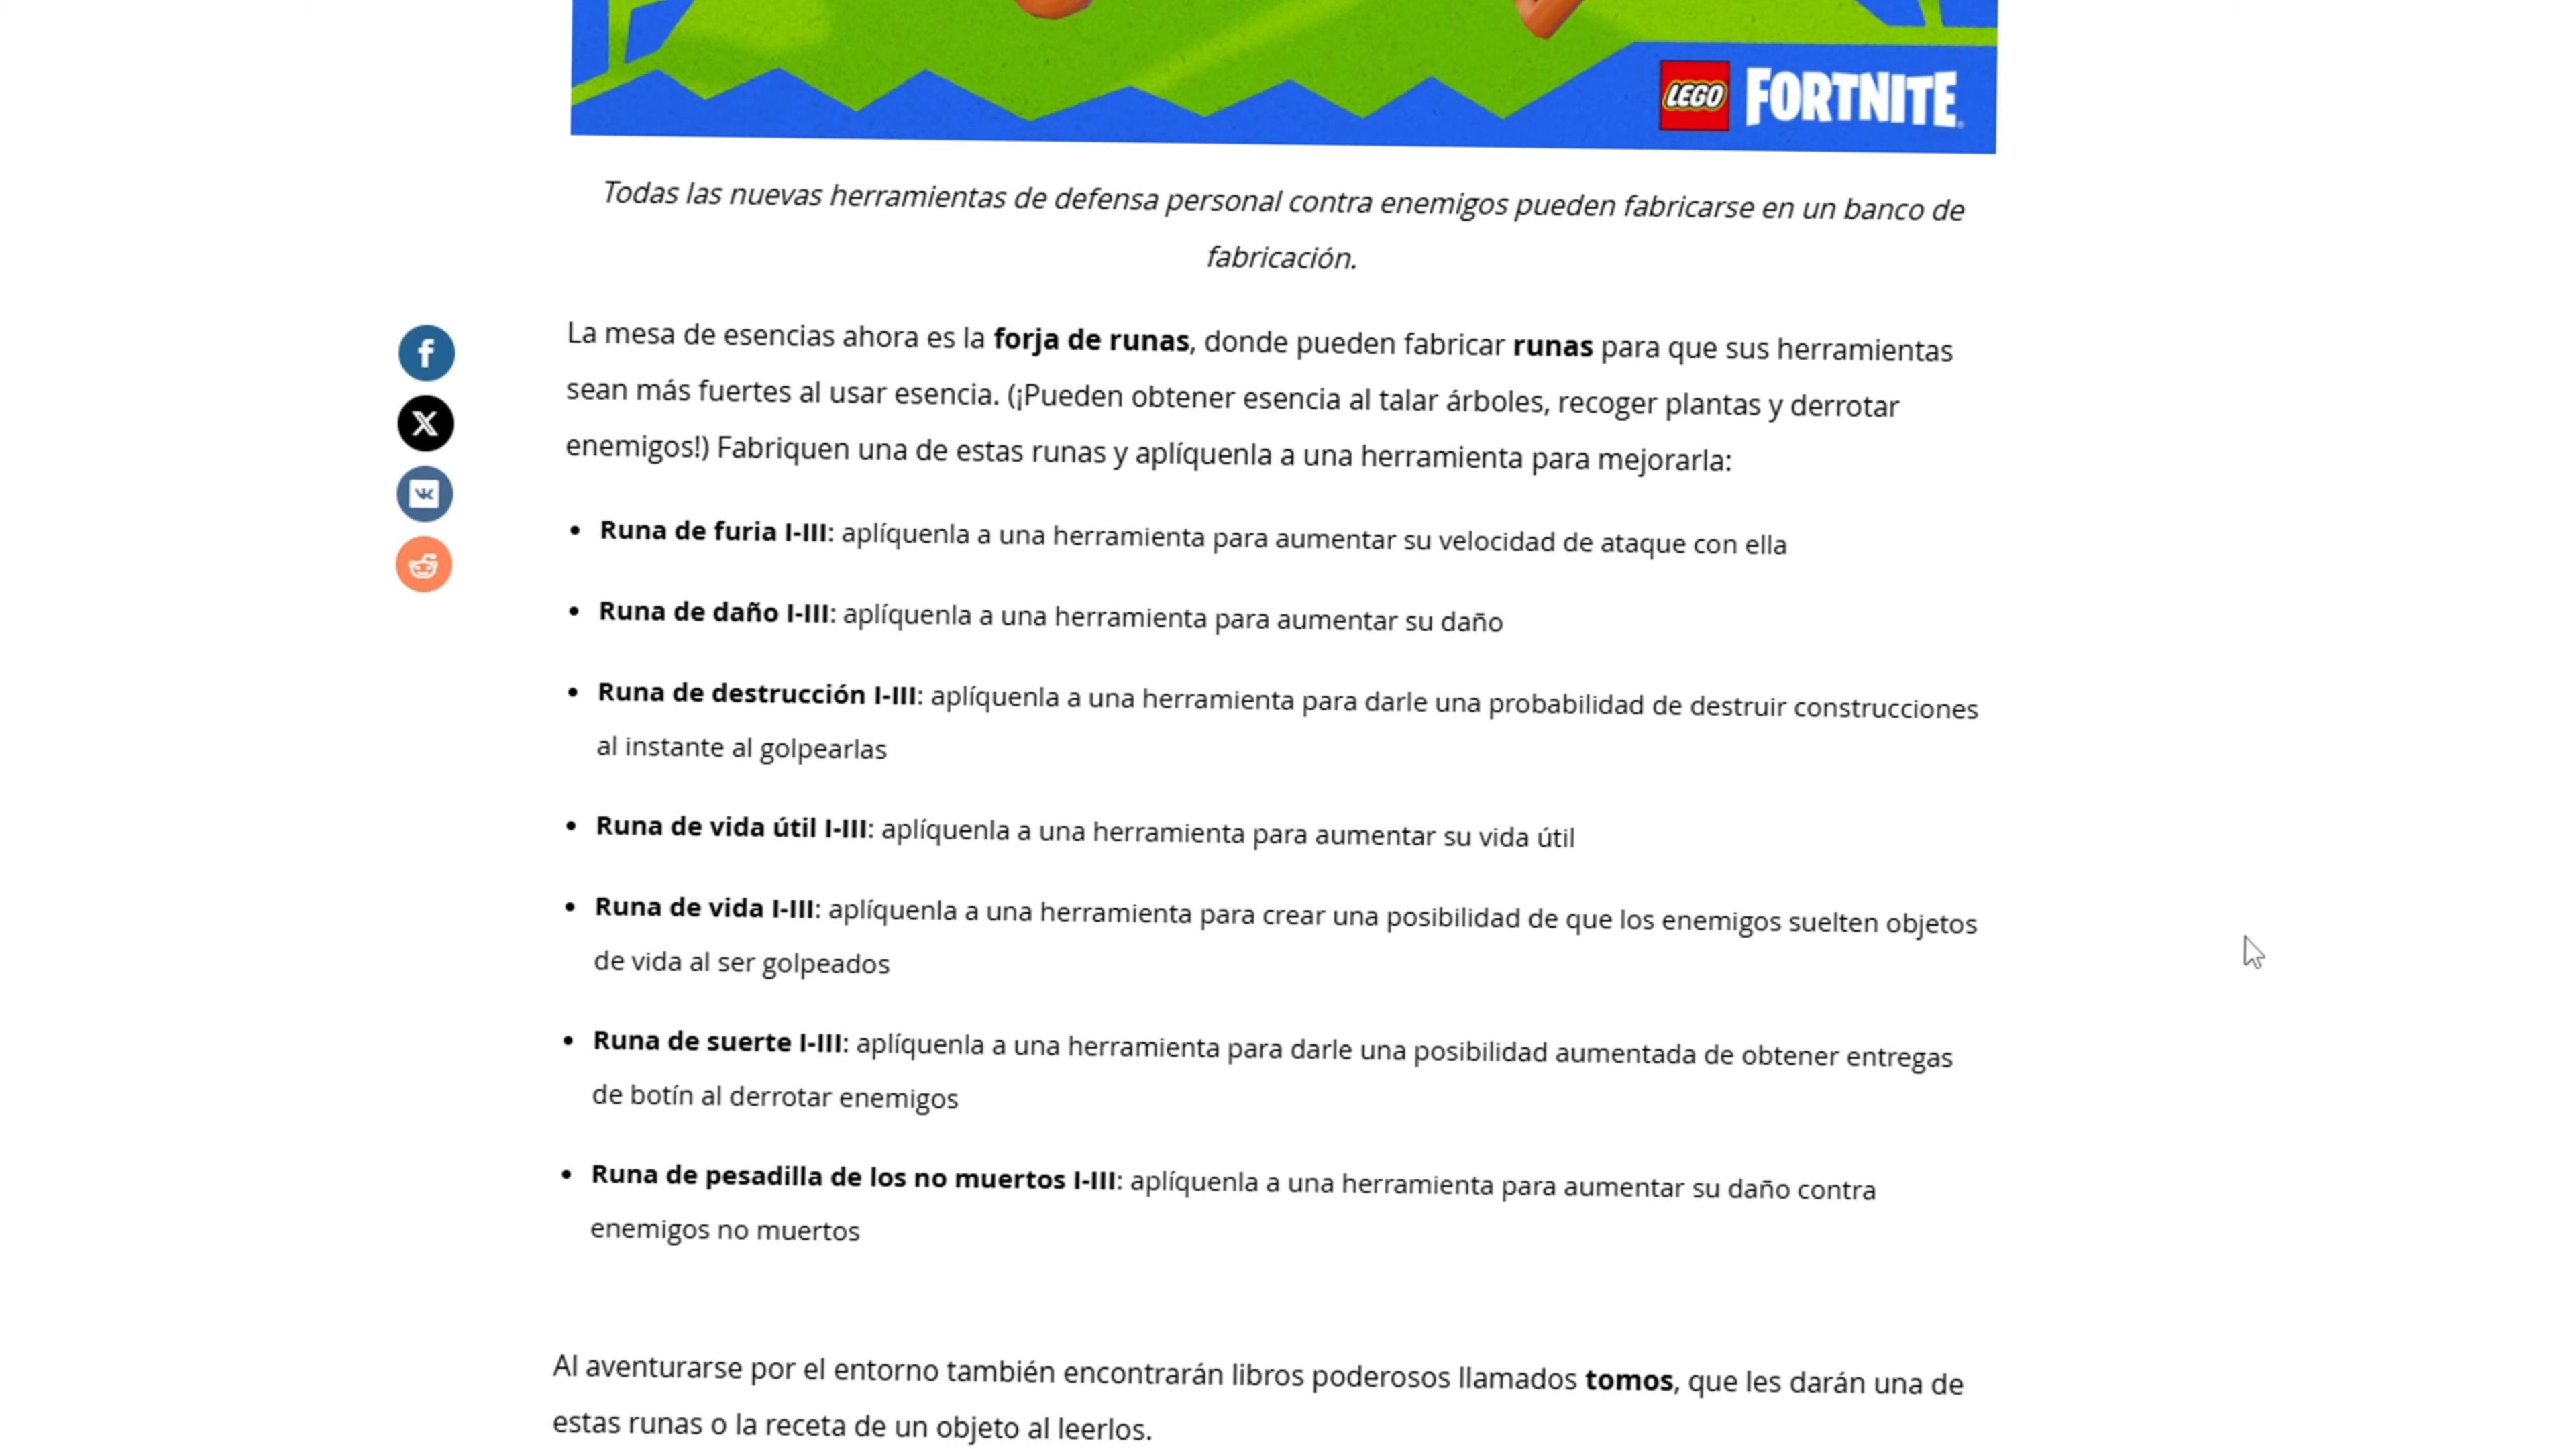 LEGO FORTNITE
Todas las nuevas herramientas de defensa personal contra enemigos pueden fabricarse en un banco de
fabricación.
La mesa de esencias ahora es la forja de runas, donde pueden fabricar runas para que sus herramientas
sean más fuertes al usar esencia. (¡Pueden obtener esencia al talar árboles, recoger plantas y derrotar
enemigos!) Fabriquen una de estas runas y aplíquenla a una herramienta para mejorarla:
• Runa de furia I-III: aplíquenla a una herramienta para aumentar su velocidad de ataque con ella
• Runa de daño I-III: aplíquenla a una herramienta para aumentar su daño
• Runa de destrucción I-III: aplíquenla a una herramienta para darle una probabilidad de destruir construcciones
al instante al golpearlas
• Runa de vida útil I-III: aplíquenla a una herramienta para aumentar su vida útil
• Runa de vida I-III: aplíquenla a una herramienta para crear una posibilidad de que los enemigos suelten objetos
de vida al ser golpeados
• Runa de suerte I-III: aplíquenla a una herramienta para darle una posibilidad aumentada de obtener entregas
de botín al derrotar enemigos
• Runa de pesadilla de los no muertos I-III: aplíquenla a una herramienta para aumentar su daño contra
enemigos no muertos
Al aventurarse por el entorno también encontrarán libros poderosos llamados tomos, que les darán una de
estas runas o la receta de un objeto al leerlos.